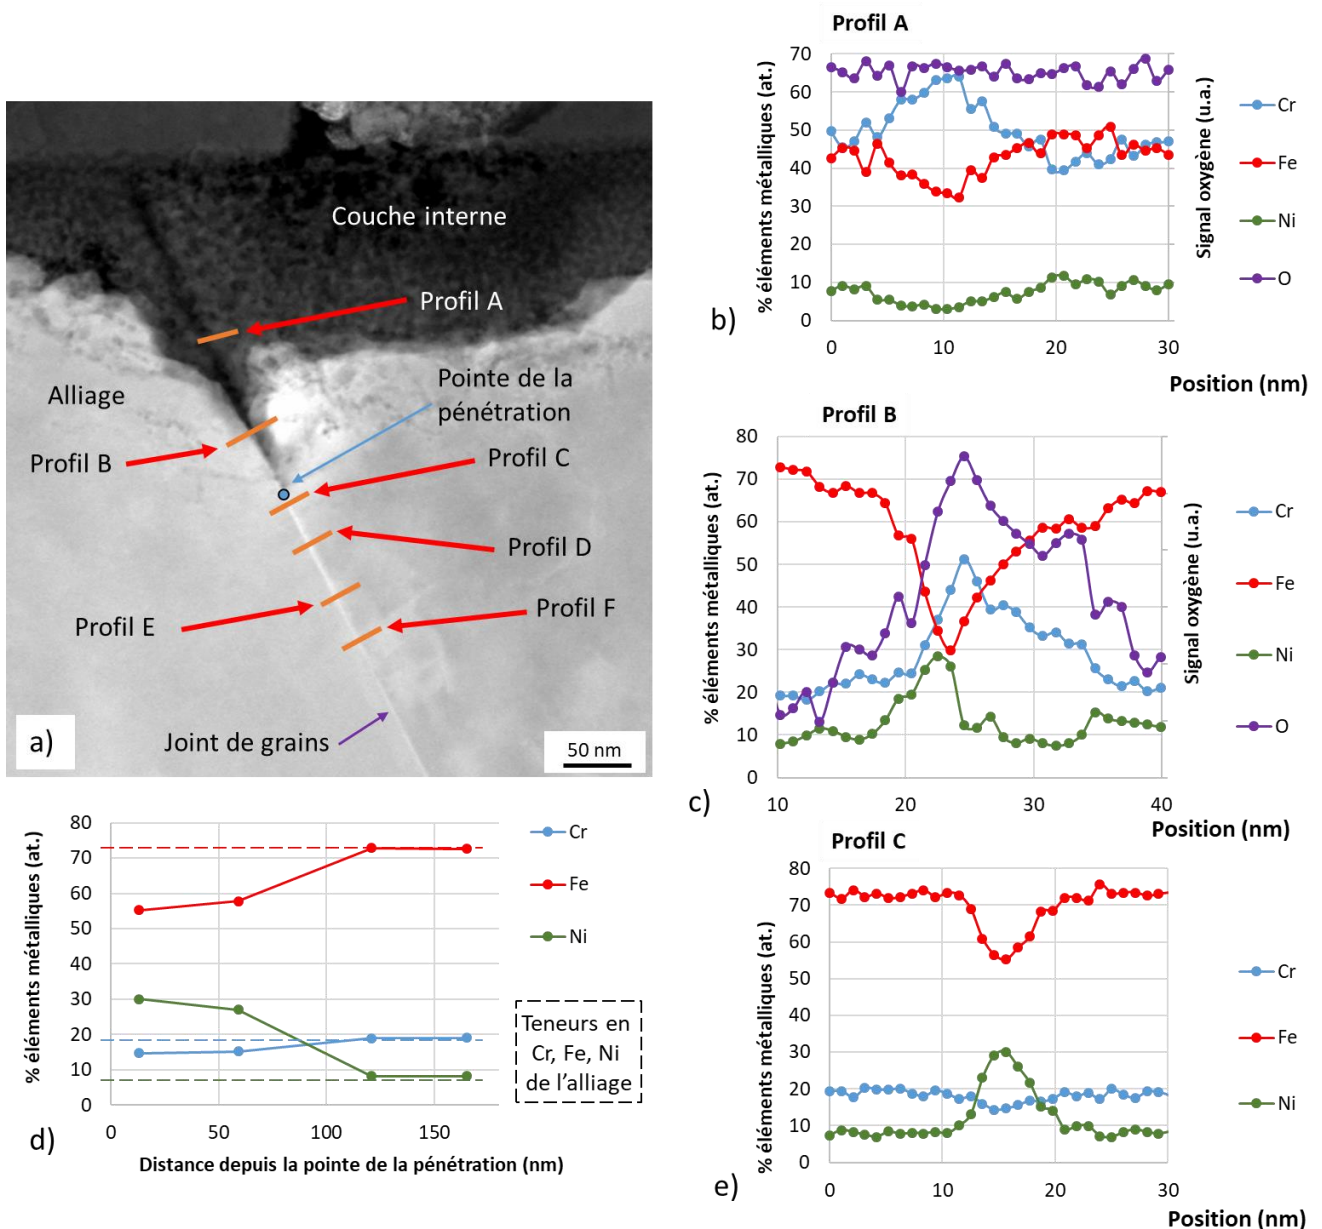 Couche interne
Profil A
Alliage
Pointe de la
pénétration
Profil B
Profil C
Profil D
Profil E
Profil F
Joint de grains
a)
50 nm
Profil A
% éléments métalliques (at.)
70
60
50
40
30
20
10
0
0
10
20
30
Position (nm)
Signal oxygène (u.a.)
Cr
Fe
Ni
O
b)
Profil B
% éléments métalliques (at.)
80
70
60
50
40
30
20
10
0
10
20
30
40
Position (nm)
Signal oxygène (u.a.)
Cr
Fe
Ni
O
c)
% éléments métalliques (at.)
80
70
60
50
40
30
20
10
0
0
50
100
150
Distance depuis la pointe de la pénétration (nm)
Cr
Fe
Ni
Teneurs en
Cr, Fe, Ni
de l'alliage
d)
Profil C
% éléments métalliques (at.)
80
70
60
50
40
30
20
10
0
0
10
20
30
Position (nm)
Cr
Fe
Ni
e)